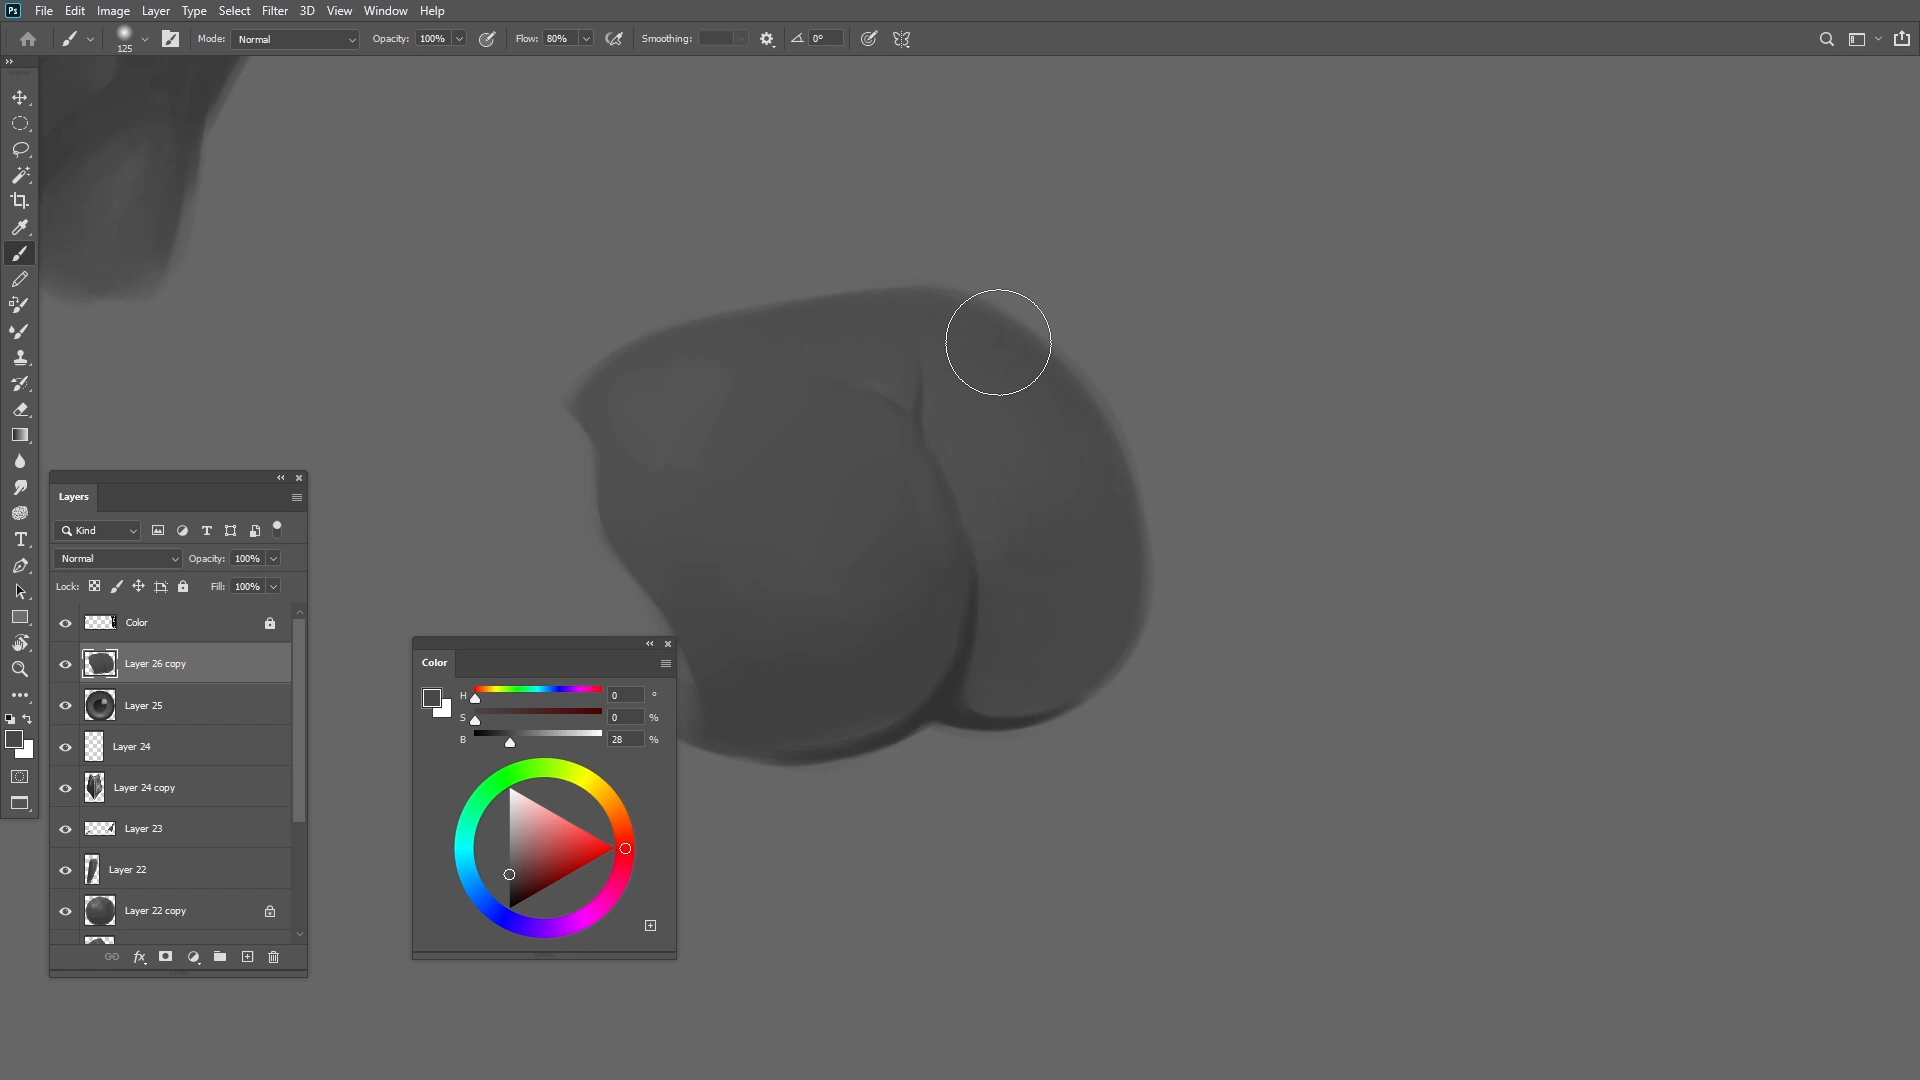 Ps File Edit Image Layer Type Select Filter 3D View Window Help
125 Mode: Normal Opacity: 100% Flow: 80% Smoothing: 0°
Layers
Kind
Normal Opacity: 100%
Lock: Fill: 100%
Color
Layer 26 copy
Layer 25
Layer 24
Layer 24 copy
Layer 23
Layer 22
Layer 22 copy
fx
Color
H 0 °
S 0 %
B 28 %